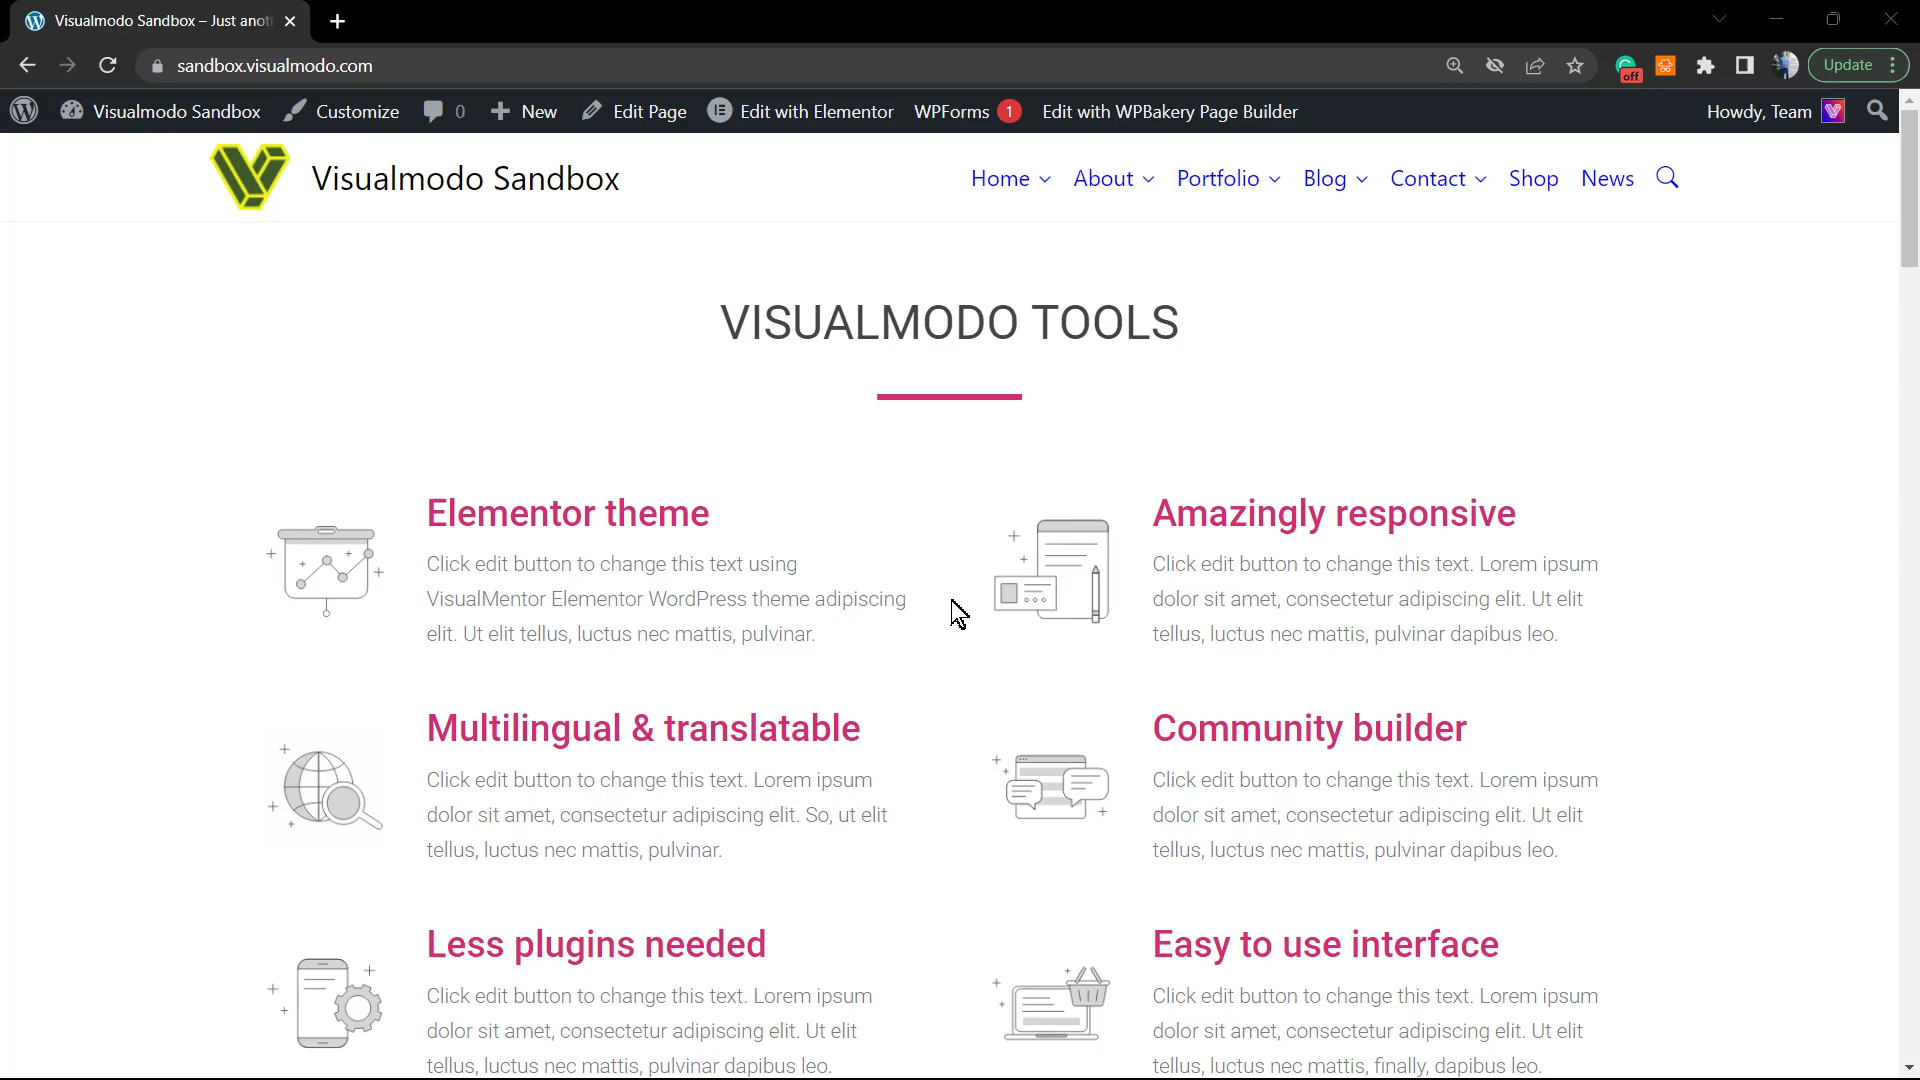 Visualmodo Sandbox – Just anot
sandbox.visualmodo.com
off
Update
Visualmodo Sandbox
Customize
0
New
Edit Page
Edit with Elementor
WPForms 1
Edit with WPBakery Page Builder
Howdy, Team
Visualmodo Sandbox
Home
About
Portfolio
Blog
Contact
Shop
News
VISUALMODO TOOLS
Elementor theme
Click edit button to change this text using
VisualMentor Elementor WordPress theme adipiscing
elit. Ut elit tellus, luctus nec mattis, pulvinar.
Amazingly responsive
Click edit button to change this text. Lorem ipsum
dolor sit amet, consectetur adipiscing elit. Ut elit
tellus, luctus nec mattis, pulvinar dapibus leo.
Multilingual & translatable
Click edit button to change this text. Lorem ipsum
dolor sit amet, consectetur adipiscing elit. So, ut elit
tellus, luctus nec mattis, pulvinar.
Community builder
Click edit button to change this text. Lorem ipsum
dolor sit amet, consectetur adipiscing elit. Ut elit
tellus, luctus nec mattis, pulvinar dapibus leo.
Less plugins needed
Click edit button to change this text. Lorem ipsum
dolor sit amet, consectetur adipiscing elit. Ut elit
tellus, luctus nec mattis, pulvinar dapibus leo.
Easy to use interface
Click edit button to change this text. Lorem ipsum
dolor sit amet, consectetur adipiscing elit. Ut elit
tellus, luctus nec mattis, finally, dapibus leo.